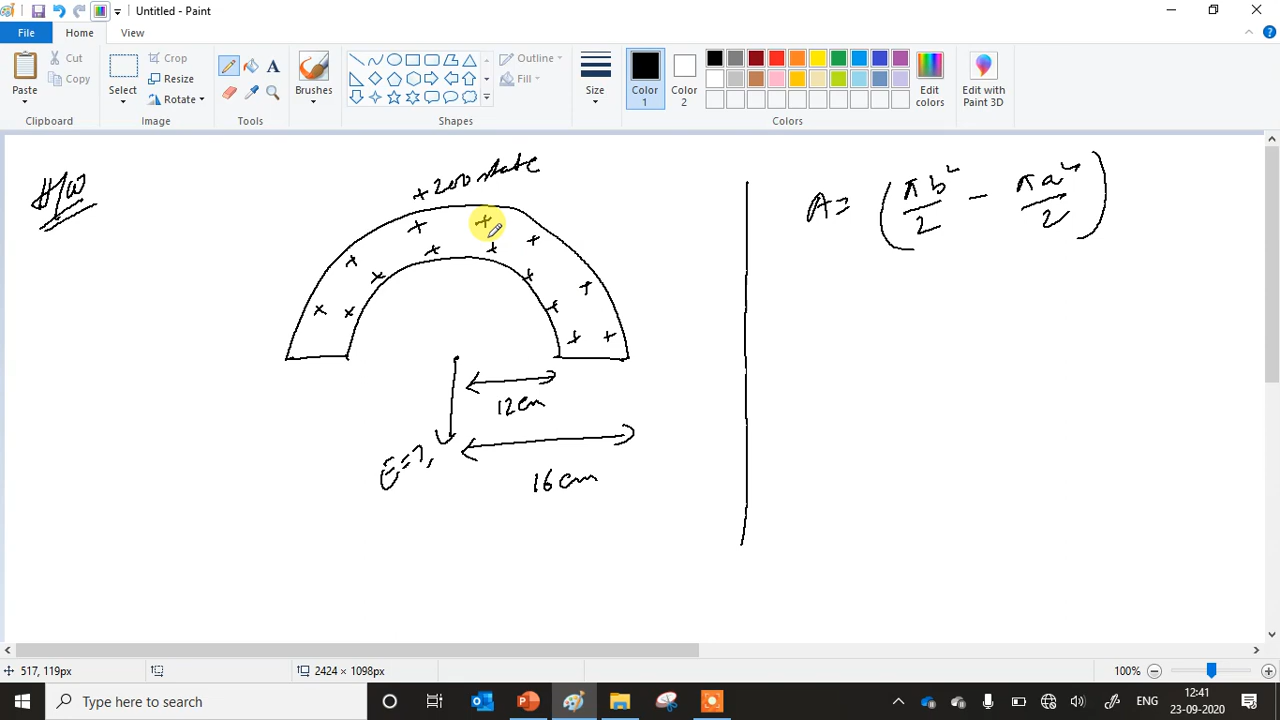 Untitled - Paint
File Home View
Paste
Cut
Copy
Clipboard
Select
Crop
Resize
Rotate
Image
Tools
Brushes
Shapes
Outline
Fill
Size
Color 1
Color 2
Edit colors
Edit with Paint 3D
Colors
H/W
+200 state
A= (πb²/2 - πa²/2)
12cm
E=?,
16cm
517, 119px
2424 × 1098px
100%
Type here to search
ENG
12:41
23-09-2020